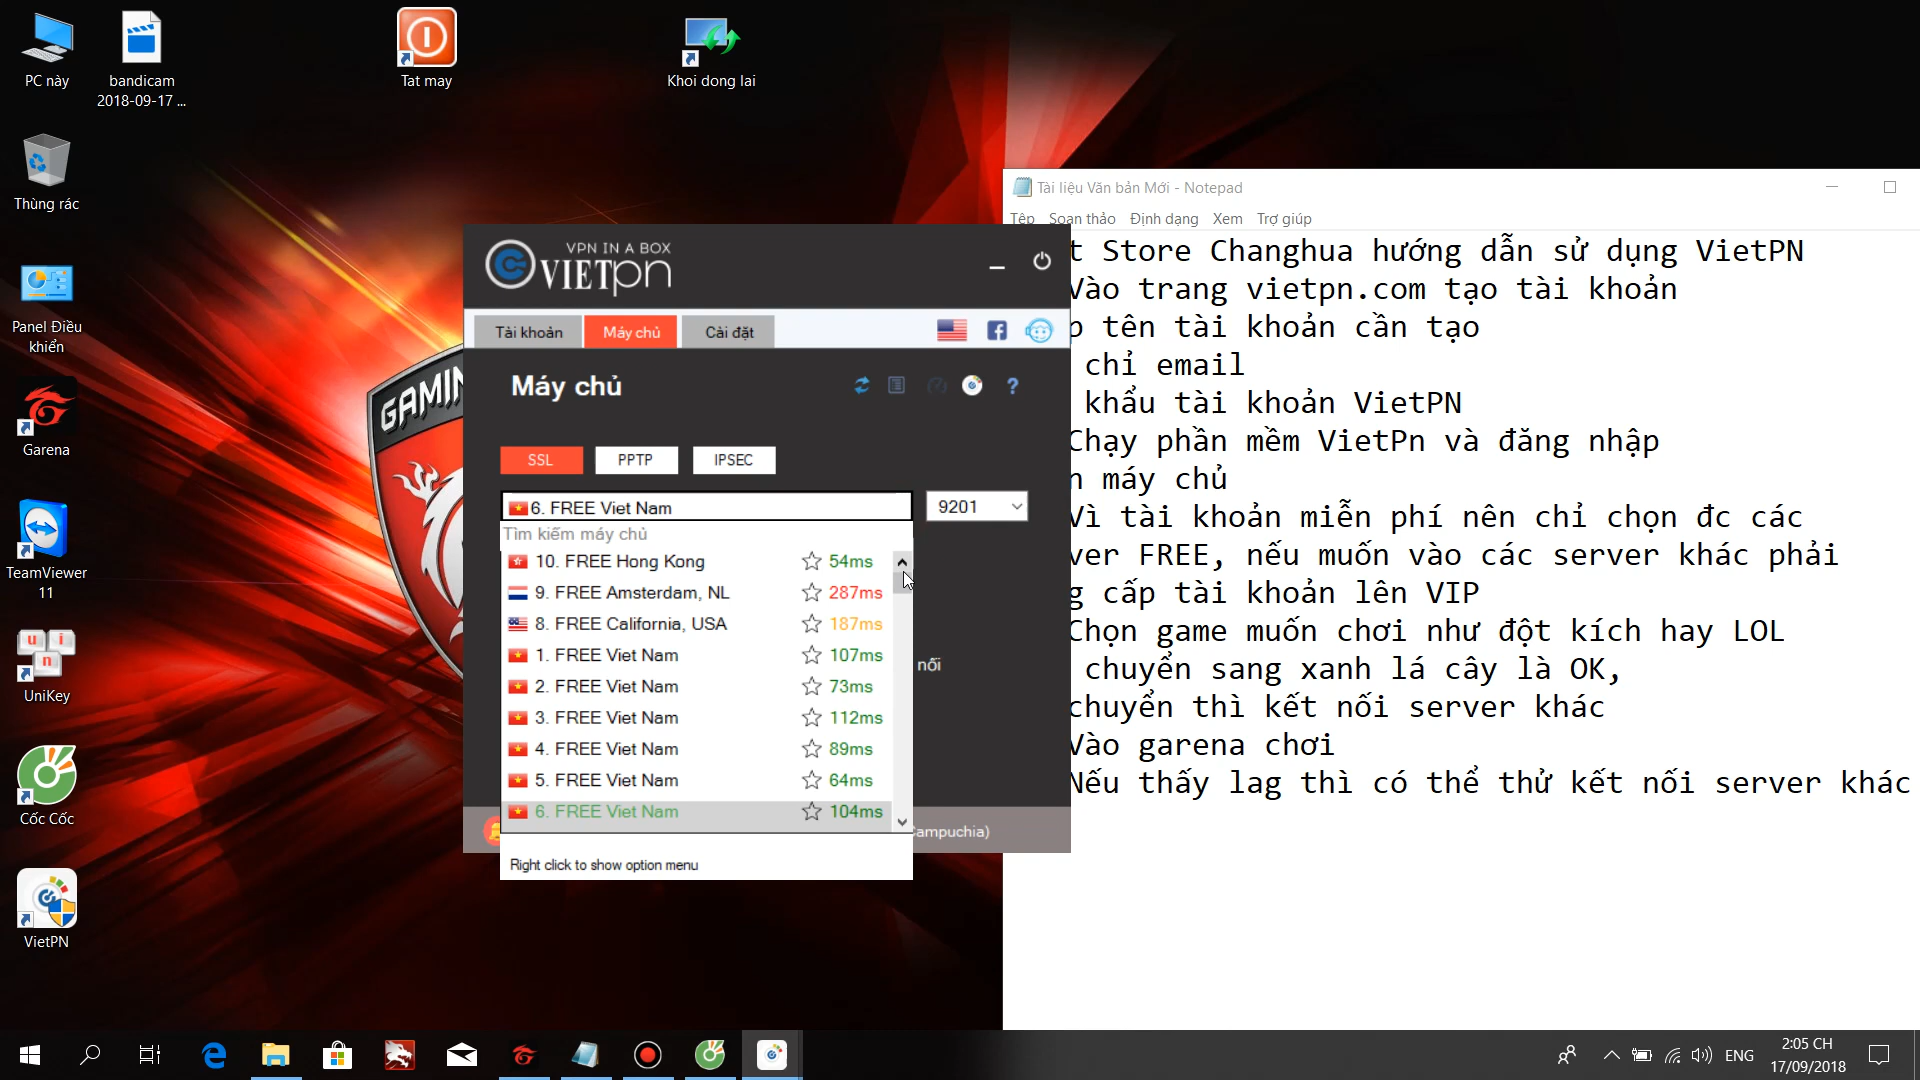 PC này
bandicam
2018-09-17 ...
Tat may
Khoi dong lai
Thùng rác
Panel Điều
khiển
Garena
TeamViewer
11
UniKey
Cốc Cốc
VietPN
GAMIN
Tài liệu Văn bản Mới - Notepad
Tệp Soạn thảo Định dạng Xem Trợ giúp
t Store Changhua hướng dẫn sử dụng VietPN
Vào trang vietpn.com tạo tài khoản
p tên tài khoản cần tạo
chỉ email
khẩu tài khoản VietPN
Chạy phần mềm VietPn và đăng nhập
n máy chủ
Vì tài khoản miễn phí nên chỉ chọn đc các
ver FREE, nếu muốn vào các server khác phải
g cấp tài khoản lên VIP
Chọn game muốn chơi như đột kích hay LOL
chuyển sang xanh lá cây là OK,
chuyển thì kết nối server khác
Vào garena chơi
Nếu thấy lag thì có thể thử kết nối server khác
VPN IN A BOX
VIETpn
Tài khoản Máy chủ Cài đặt
Máy chủ
?
SSL PPTP IPSEC
6. FREE Viet Nam 9201
Tìm kiếm máy chủ
10. FREE Hong Kong 54ms
9. FREE Amsterdam, NL 287ms
8. FREE California, USA 187ms
1. FREE Viet Nam 107ms
2. FREE Viet Nam 73ms
3. FREE Viet Nam 112ms
4. FREE Viet Nam 89ms
5. FREE Viet Nam 64ms
6. FREE Viet Nam 104ms
nối
Campuchia)
Right click to show option menu
ENG
2:05 CH
17/09/2018